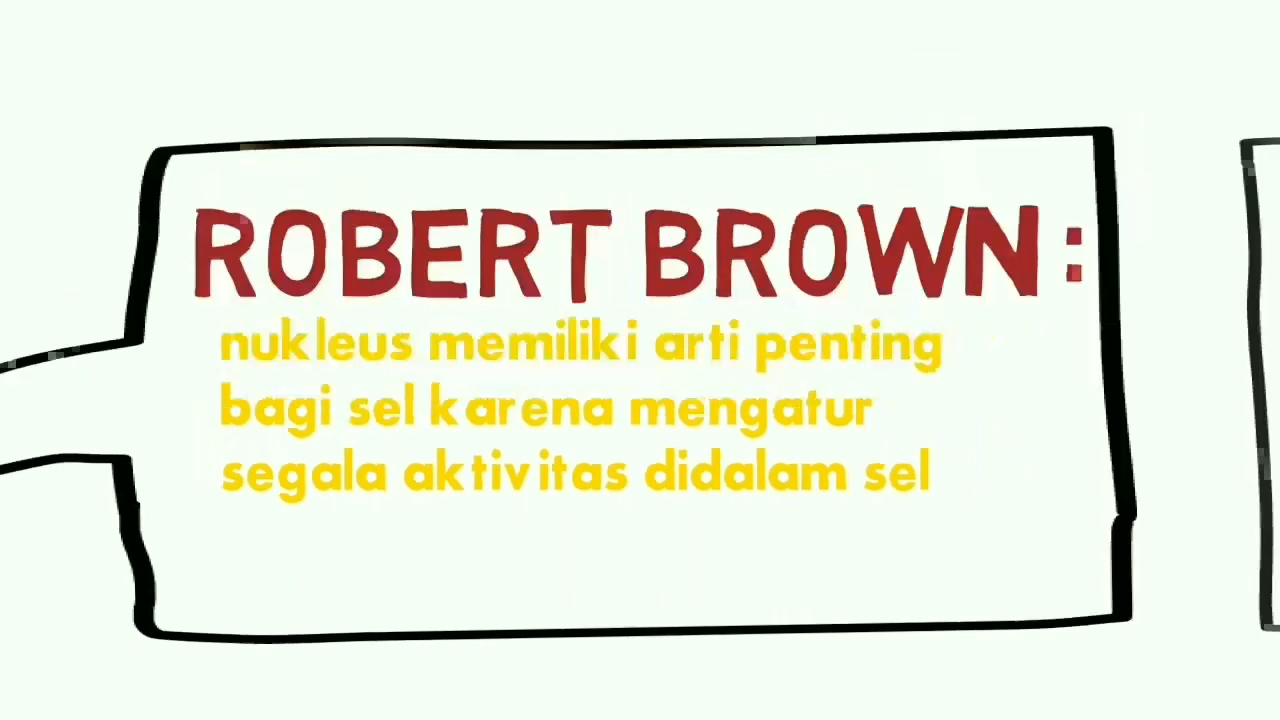 ROBERT BROWN:
nukleus memiliki arti penting
bagi sel karena mengatur
segala aktivitas didalam sel